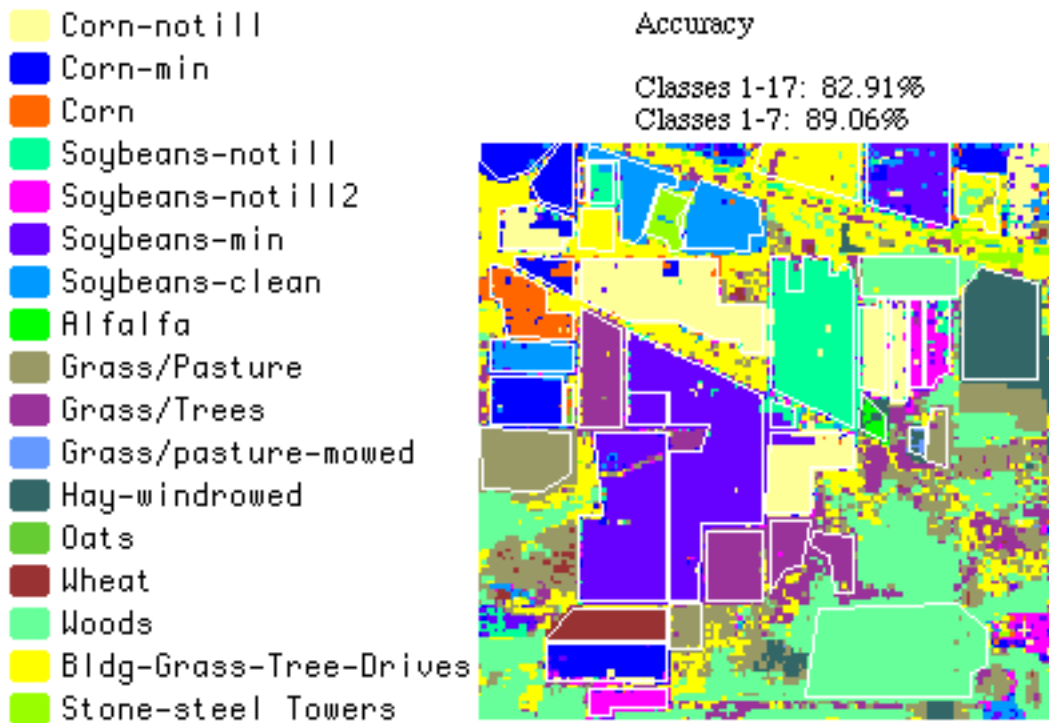 Corn-notill
Corn-min
Corn
Soybeans-notill
Soybeans-notill2
Soybeans-min
Soybeans-clean
Alfalfa
Grass/Pasture
Grass/Trees
Grass/pasture-mowed
Hay-windrowed
Oats
Wheat
Woods
Bldg-Grass-Tree-Drives
Stone-steel Towers
Accuracy
Classes 1-17: 82.91%
Classes 1-7: 89.06%